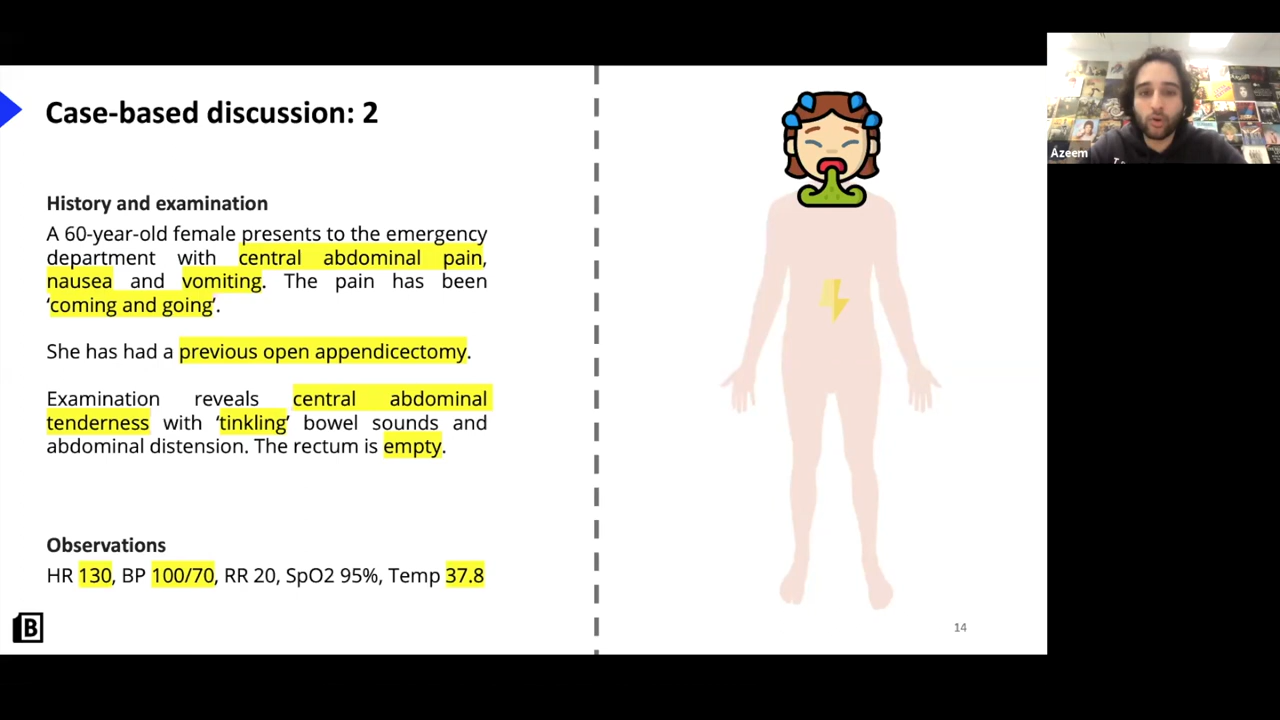 Case-based discussion: 2
History and examination
A 60-year-old female presents to the emergency
department with central abdominal pain,
nausea and vomiting. The pain has been
‘coming and going’.
She has had a previous open appendicectomy.
Examination reveals central abdominal
tenderness with ‘tinkling’ bowel sounds and
abdominal distension. The rectum is empty.
Observations
HR 130, BP 100/70, RR 20, SpO2 95%, Temp 37.8
B
14
Azeem